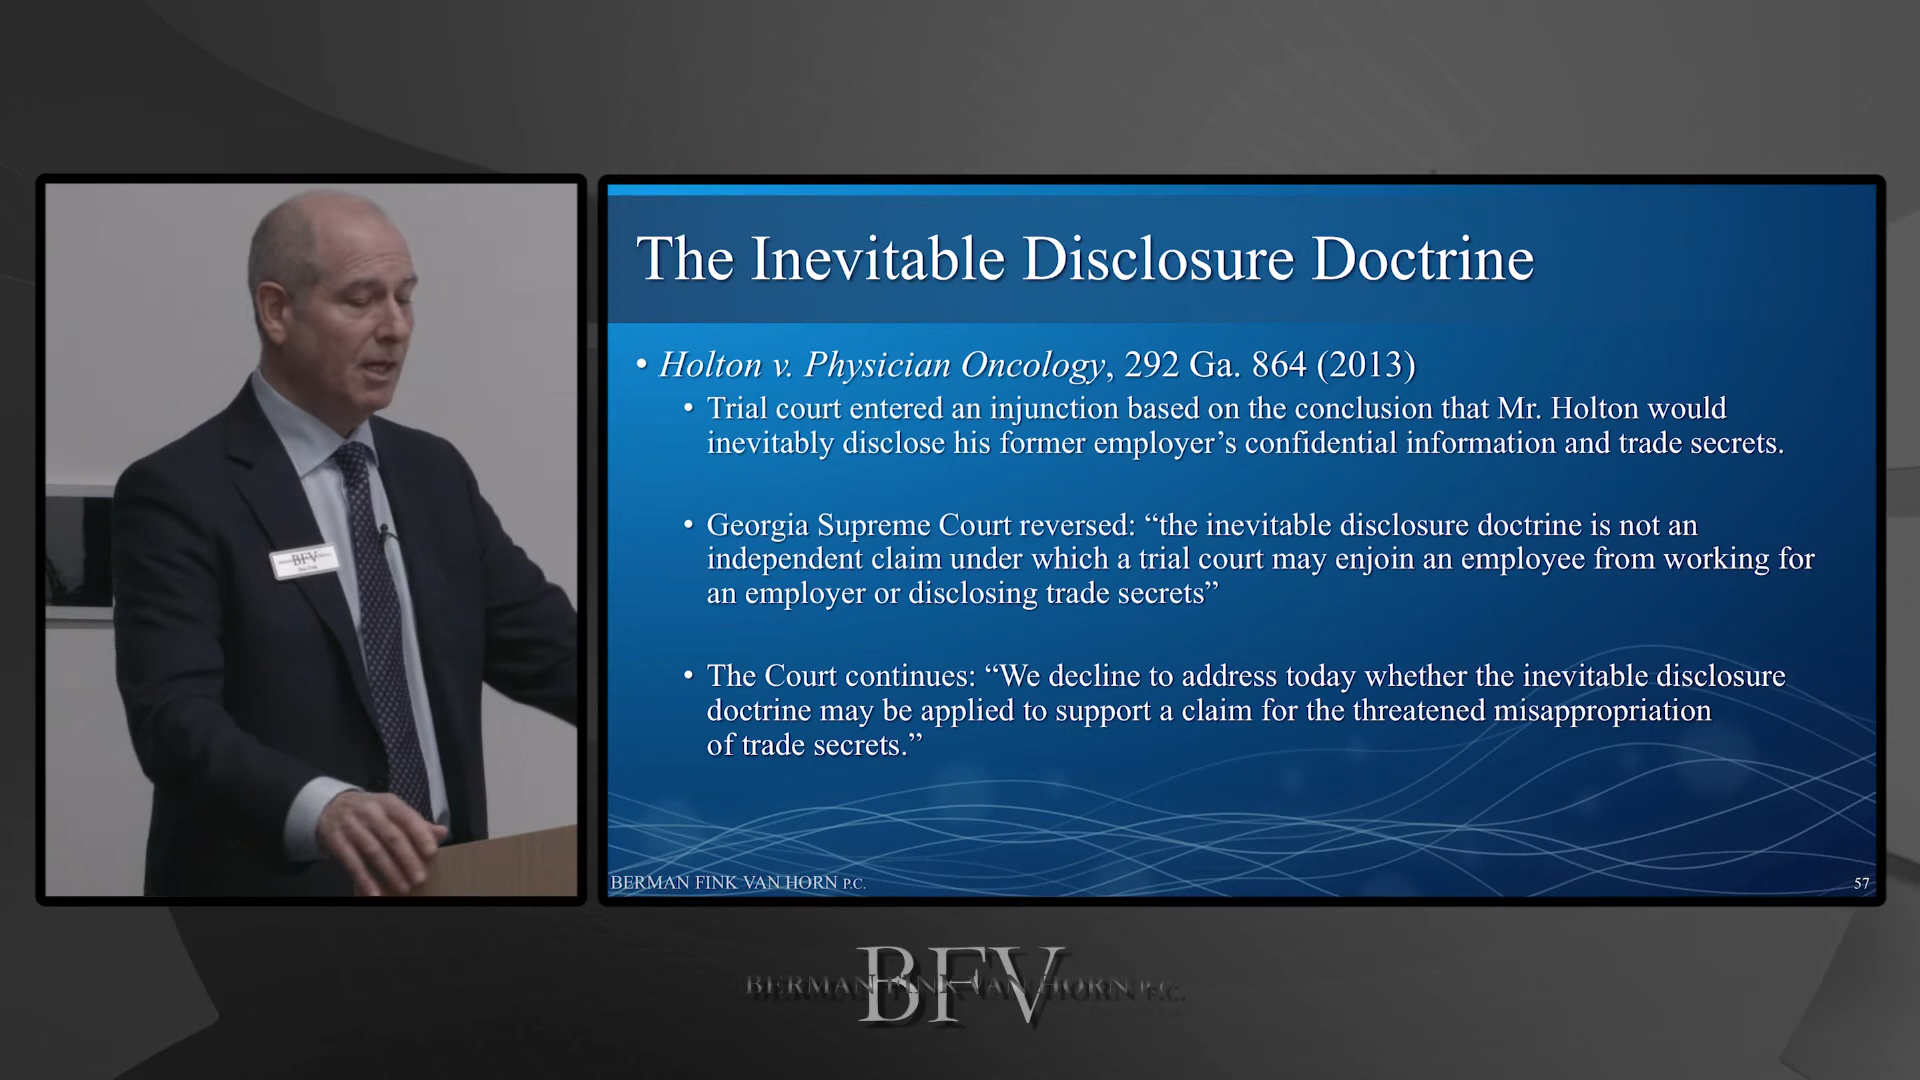 The Inevitable Disclosure Doctrine
• Holton v. Physician Oncology, 292 Ga. 864 (2013)
• Trial court entered an injunction based on the conclusion that Mr. Holton would
inevitably disclose his former employer’s confidential information and trade secrets.
• Georgia Supreme Court reversed: “the inevitable disclosure doctrine is not an
independent claim under which a trial court may enjoin an employee from working for
an employer or disclosing trade secrets”
• The Court continues: “We decline to address today whether the inevitable disclosure
doctrine may be applied to support a claim for the threatened misappropriation
of trade secrets.”
BERMAN FINK VAN HORN P.C.
57
BFV
BFV
BERMAN FINK VAN HORN P.C.